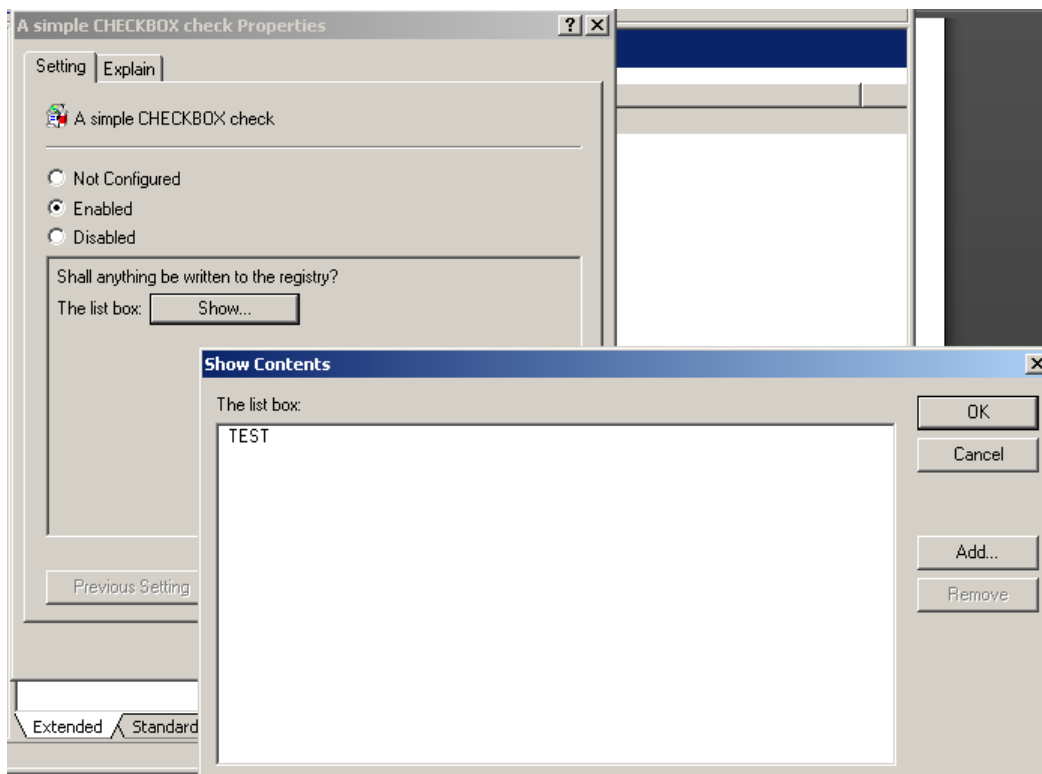 A simple CHECKBOX check Properties
Setting
Explain
A simple CHECKBOX check
Not Configured
Enabled
Disabled
Shall anything be written to the registry?
The list box:
Show...
Previous Setting
Extended
Standard
Show Contents
The list box:
TEST
OK
Cancel
Add...
Remove